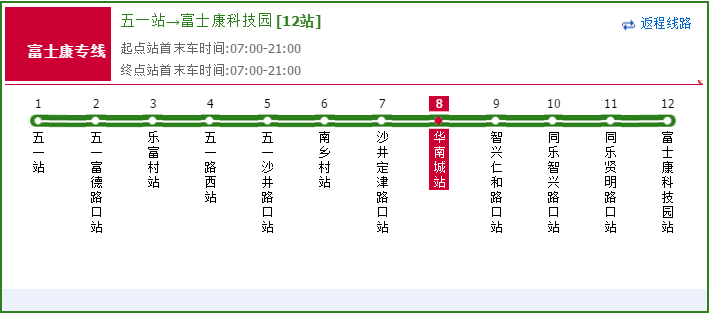 富士康专线
五一站→富士康科技园 [12站]
起点站首末车时间:07:00-21:00
终点站首末车时间:07:00-21:00
返程线路
1 2 3 4 5 6 7 8 9 10 11 12
五一站
五一富德路口站
乐富村站
五一路西站
五一沙井路口站
南乡村站
沙井定津路口站
华南城站
智兴仁和路口站
同乐智兴路口站
同乐贤明路口站
富士康科技园站